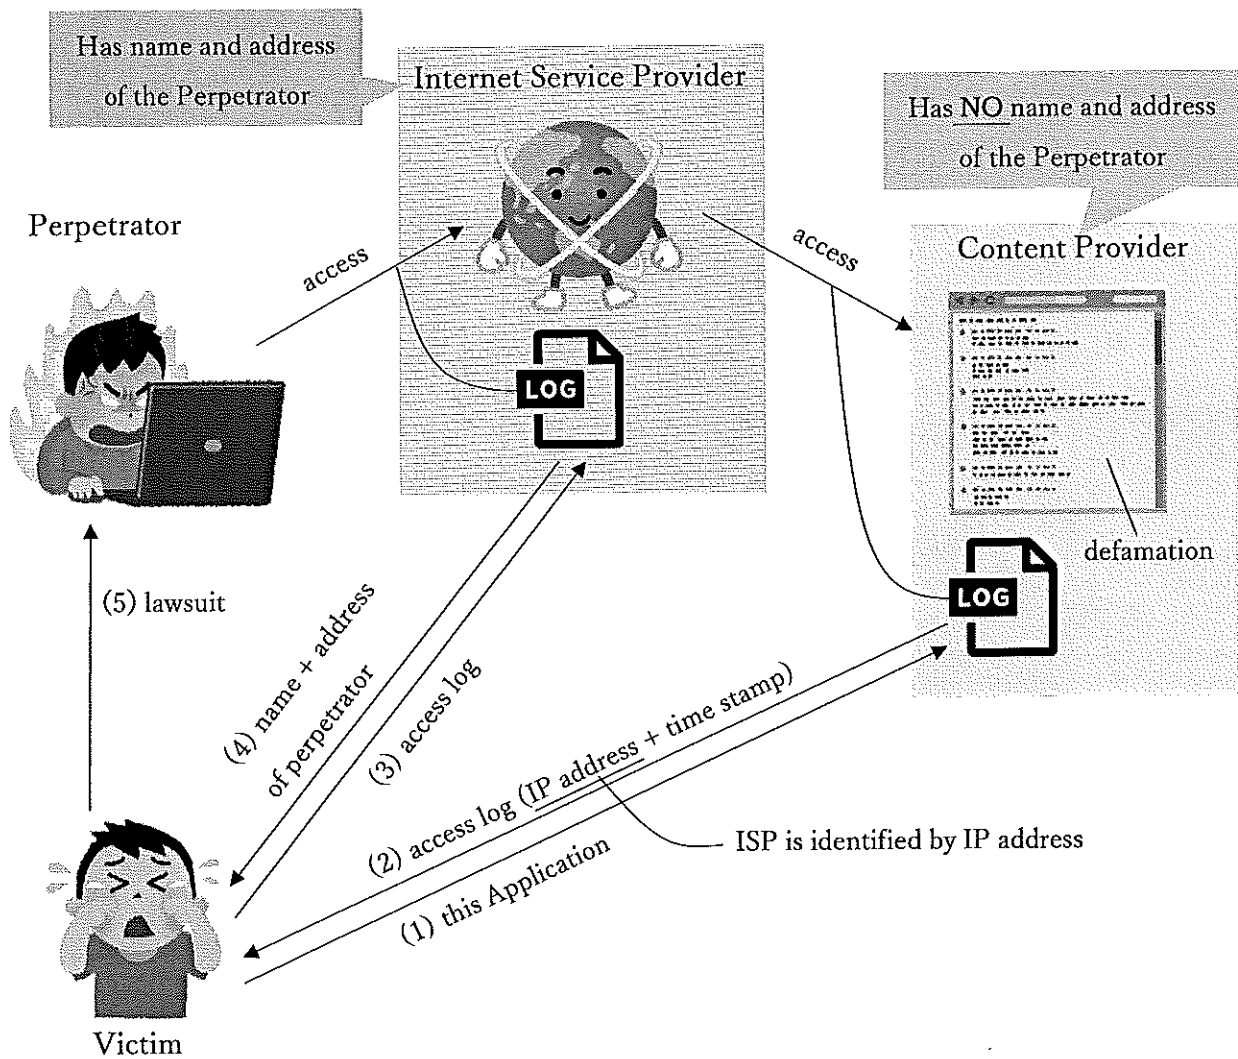 Has name and address
of the Perpetrator
Internet Service Provider
Has NO name and address
of the Perpetrator
Perpetrator
access
access
Content Provider
LOG
defamation
LOG
(5) lawsuit
(4) name + address
of perpetrator
(3) access log
(2) access log (IP address + time stamp)
(1) this Application
ISP is identified by IP address
Victim